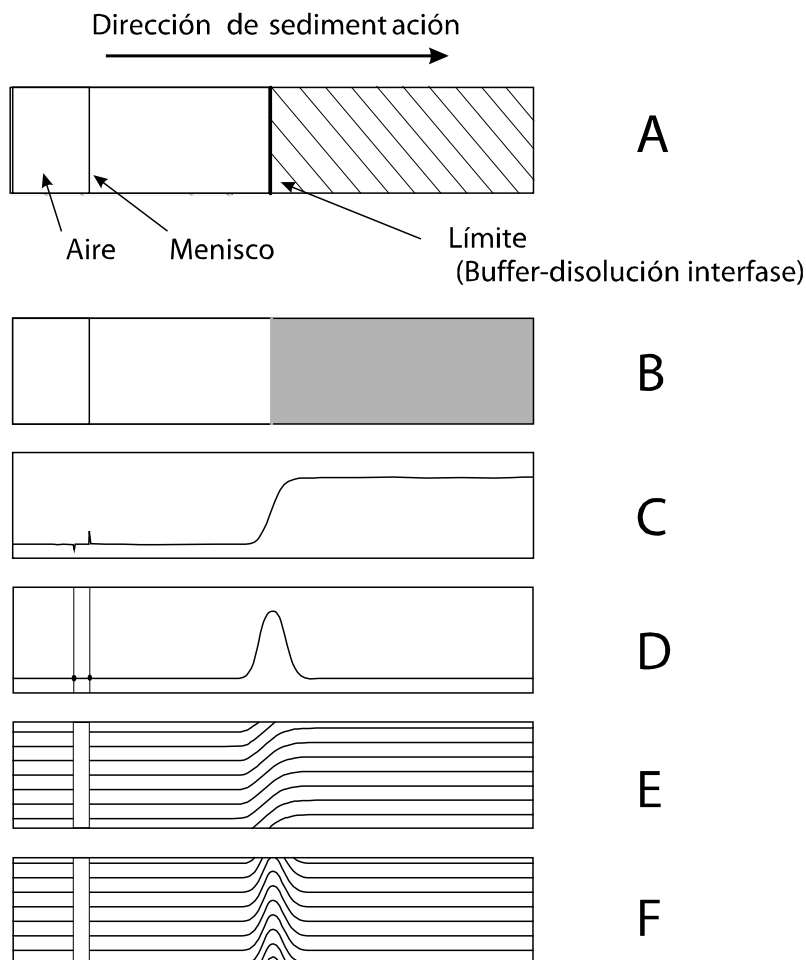 Dirección de sedimentación
A
Aire
Menisco
Límite
(Buffer-disolución interfase)
B
C
D
E
F